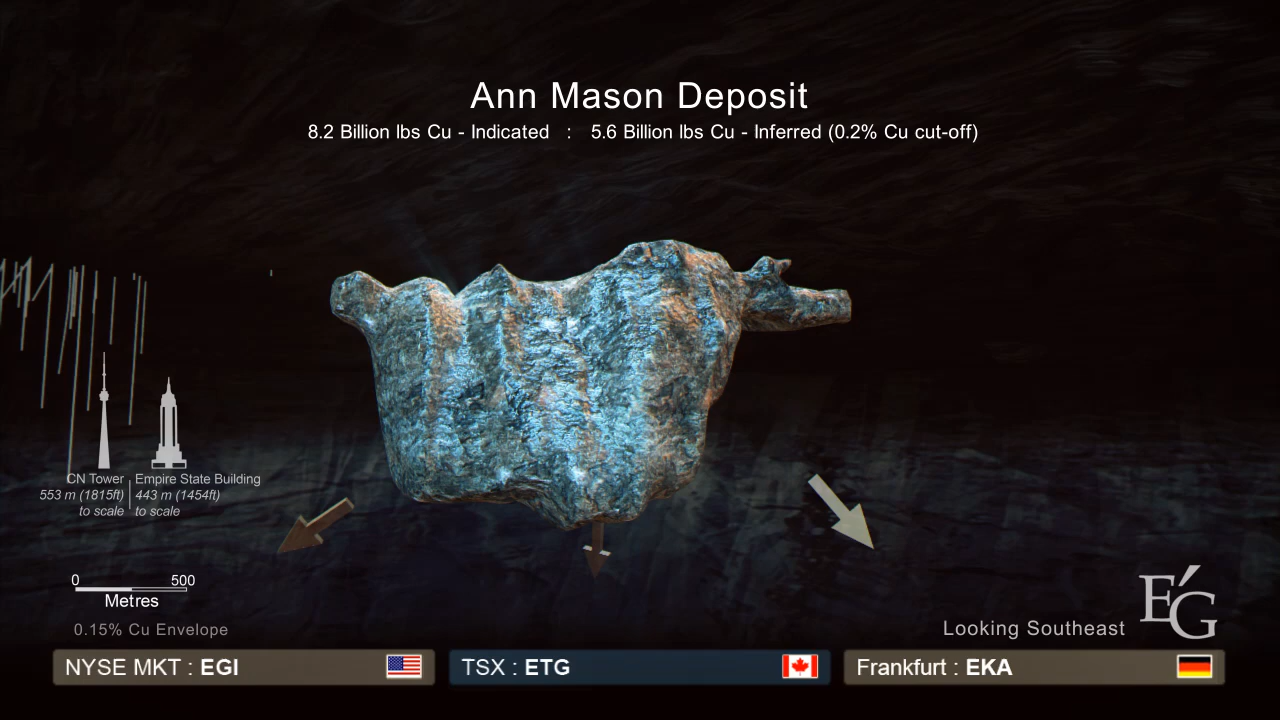 Ann Mason Deposit
8.2 Billion lbs Cu - Indicated : 5.6 Billion lbs Cu - Inferred (0.2% Cu cut-off)
CN Tower
553 m (1815ft)
to scale
Empire State Building
443 m (1454ft)
to scale
0 500
Metres
0.15% Cu Envelope
Looking Southeast
EG
NYSE MKT : EGI
TSX : ETG
Frankfurt : EKA